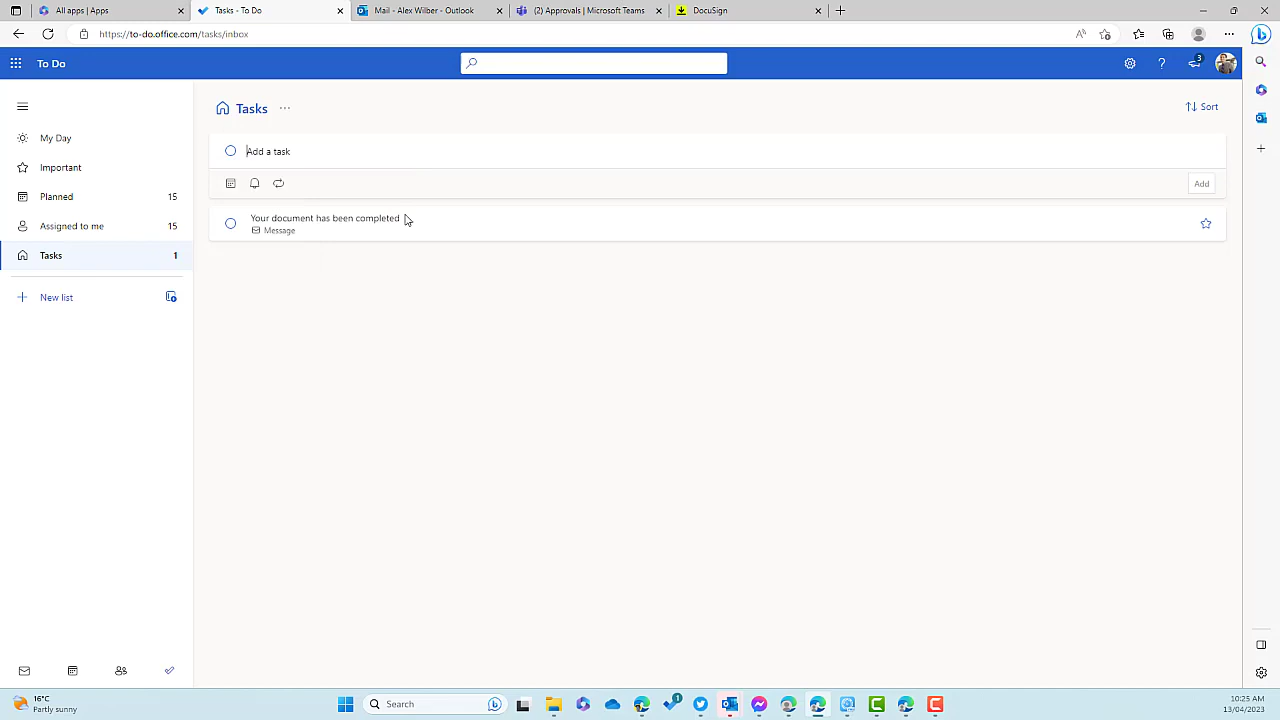 All apps | Apps
Tasks - To Do
Mail - Alex Wilber - Outlook
(2) Approvals | Microsoft Teams
DocuSign
https://to-do.office.com/tasks/inbox
To Do
3
My Day
Important
Planned 15
Assigned to me 15
Tasks 1
New list
Tasks
Sort
Add a task
Add
Your document has been completed
Message
16°C
Partly sunny
Search
1
10:25 AM
13/04/2023